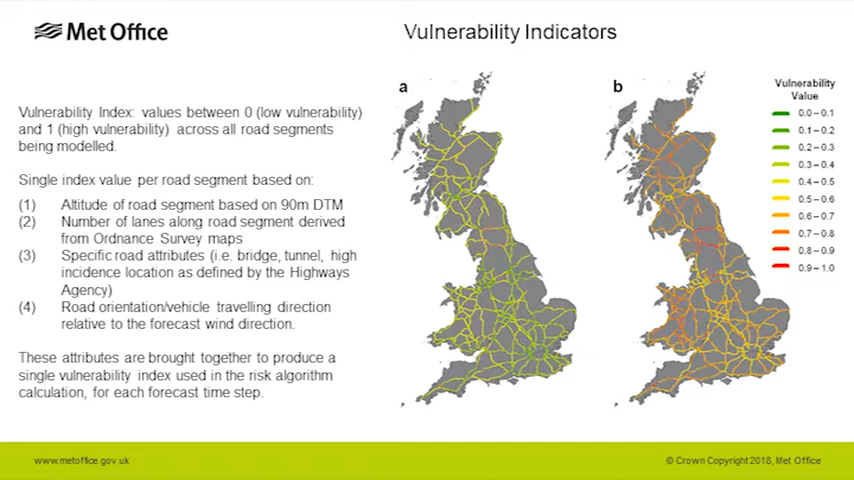 Met Office
Vulnerability Indicators
Vulnerability Index: values between 0 (low vulnerability)
and 1 (high vulnerability) across all road segments
being modelled.
Single index value per road segment based on:
(1) Altitude of road segment based on 90m DTM
(2) Number of lanes along road segment derived
from Ordnance Survey maps
(3) Specific road attributes (i.e. bridge, tunnel, high
incidence location as defined by the Highways
Agency)
(4) Road orientation/vehicle travelling direction
relative to the forecast wind direction.
These attributes are brought together to produce a
single vulnerability index used in the risk algorithm
calculation, for each forecast time step.
a
b
Vulnerability
Value
0.0 – 0.1
0.1 – 0.2
0.2 – 0.3
0.3 – 0.4
0.4 – 0.5
0.5 – 0.6
0.6 – 0.7
0.7 – 0.8
0.8 – 0.9
0.9 – 1.0
www.metoffice.gov.uk
© Crown Copyright 2018, Met Office